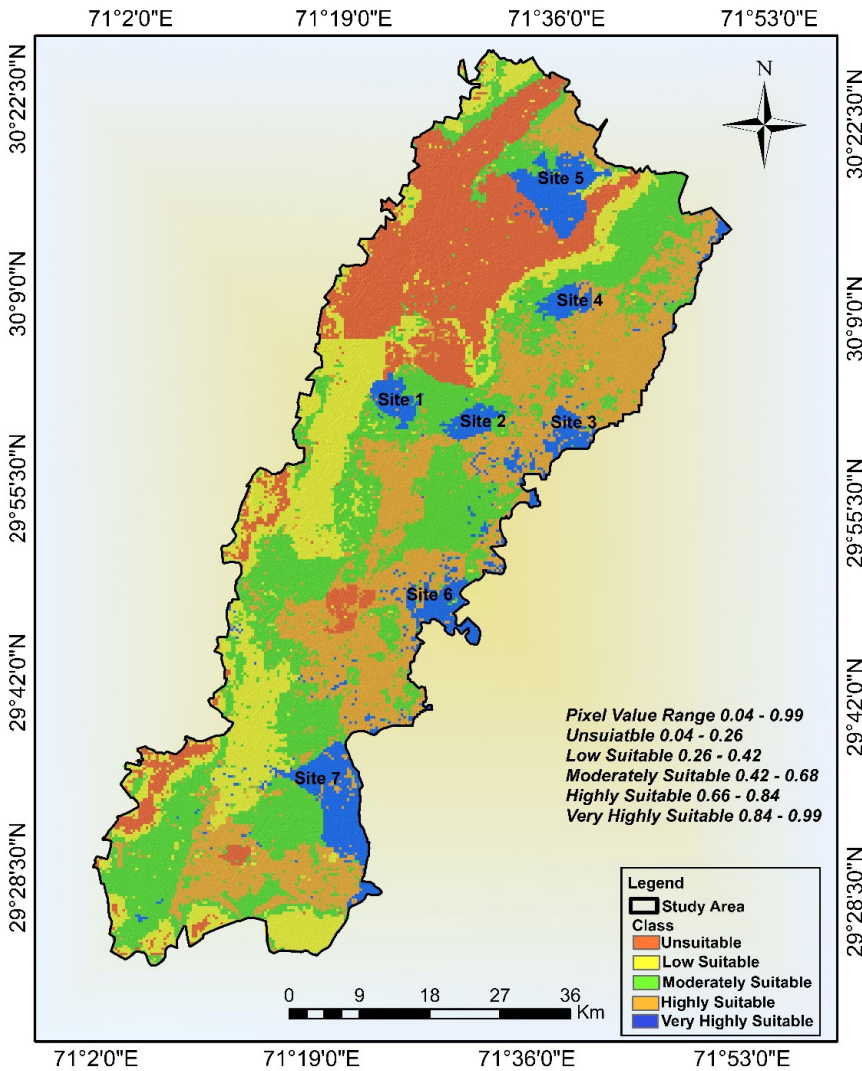 71°2'0"E 71°19'0"E 71°36'0"E 71°53'0"E
30°22'30"N
30°9'0"N
29°55'30"N
29°42'0"N
29°28'30"N
N
30°22'30"N
30°9'0"N
29°55'30"N
29°42'0"N
29°28'30"N
Site 5
Site 4
Site 1
Site 2
Site 3
Site 6
Site 7
Pixel Value Range 0.04 - 0.99
Unsuiatble 0.04 - 0.26
Low Suitable 0.26 - 0.42
Moderately Suitable 0.42 - 0.68
Highly Suitable 0.66 - 0.84
Very Highly Suitable 0.84 - 0.99
Legend
Study Area
Class
Unsuitable
Low Suitable
Moderately Suitable
Highly Suitable
Very Highly Suitable
0 9 18 27 36
Km
71°2'0"E 71°19'0"E 71°36'0"E 71°53'0"E